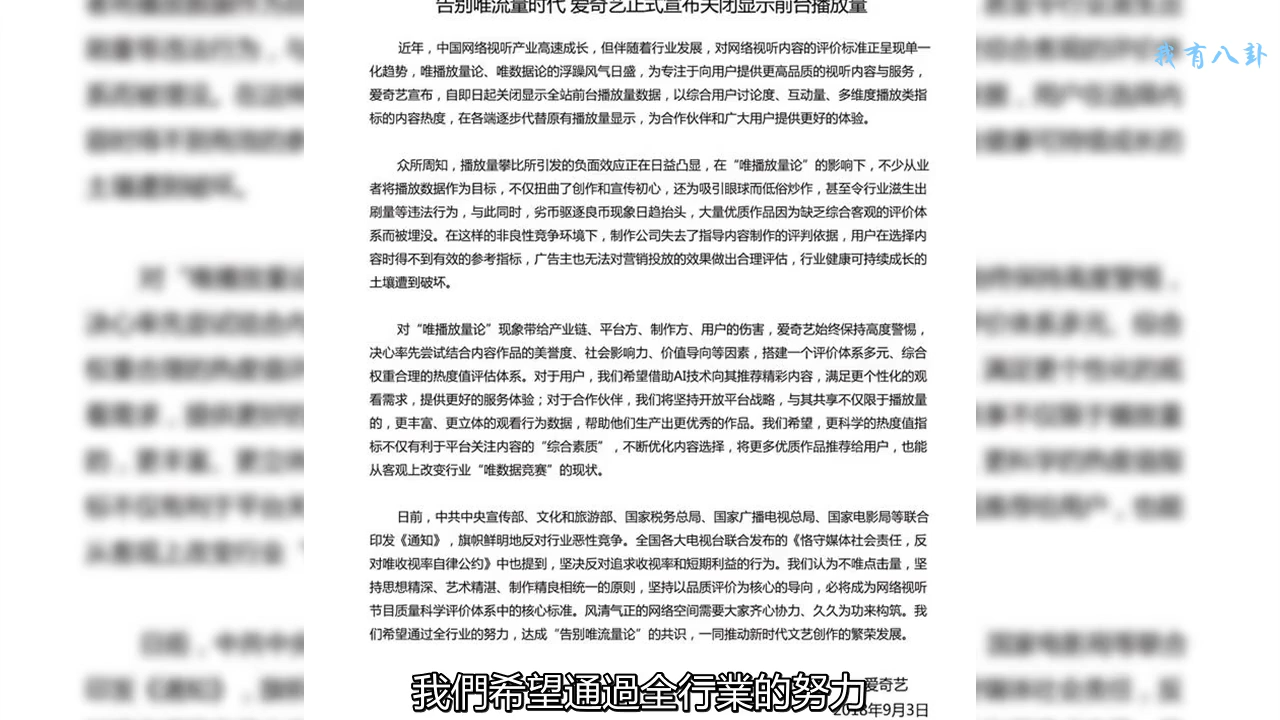 告别唯流量时代 爱奇艺正式宣布关闭显示前台播放量
我有八卦
近年，中国网络视听产业高速成长，但伴随着行业发展，对网络视听内容的评价标准正呈现单一
化趋势，唯播放量论、唯数据论的浮躁风气日盛，为专注于向用户提供更高品质的视听内容与服务，
爱奇艺宣布，自即日起关闭显示全站前台播放量数据，以综合用户讨论度、互动量、多维度播放类指
标的内容热度，在各端逐步代替原有播放量显示，为合作伙伴和广大用户提供更好的体验。
众所周知，播放量攀比所引发的负面效应正在日益凸显，在“唯播放量论”的影响下，不少从业
者将播放数据作为目标，不仅扭曲了创作和宣传初心，还为吸引眼球而低俗炒作，甚至令行业滋生出
刷量等违法行为，与此同时，劣币驱逐良币现象日趋抬头，大量优质作品因为缺乏综合客观的评价体
系而被埋没。在这样的非良性竞争环境下，制作公司失去了指导内容制作的评判依据，用户在选择内
容时得不到有效的参考指标，广告主也无法对营销投放的效果做出合理评估，行业健康可持续成长的
土壤遭到破坏。
对“唯播放量论”现象带给产业链、平台方、制作方、用户的伤害，爱奇艺始终保持高度警惕，
决心率先尝试结合内容作品的美誉度、社会影响力、价值导向等因素，搭建一个评价体系多元、综合
权重合理的热度值评估体系。对于用户，我们希望借助AI技术向其推荐精彩内容，满足更个性化的观
看需求，提供更好的服务体验；对于合作伙伴，我们将坚持开放平台战略，与其共享不仅限于播放量
的，更丰富、更立体的观看行为数据，帮助他们生产出更优秀的作品。我们希望，更科学的热度值指
标不仅有利于平台关注内容的“综合素质”，不断优化内容选择，将更多优质作品推荐给用户，也能
从客观上改变行业“唯数据竞赛”的现状。
日前，中共中央宣传部、文化和旅游部、国家税务总局、国家广播电视总局、国家电影局等联合
印发《通知》，旗帜鲜明地反对行业恶性竞争。全国各大电视台联合发布的《恪守媒体社会责任，反
对唯收视率自律公约》中也提到，坚决反对追求收视率和短期利益的行为。我们认为不唯点击量，坚
持思想精深、艺术精湛、制作精良相统一的原则，坚持以品质评价为核心的导向，必将成为网络视听
节目质量科学评价体系中的核心标准。风清气正的网络空间需要大家齐心协力、久久为功来构筑。我
们希望通过全行业的努力，达成“告别唯流量论”的共识，一同推动新时代文艺创作的繁荣发展。
爱奇艺
2018年9月3日
我們希望通過全行業的努力